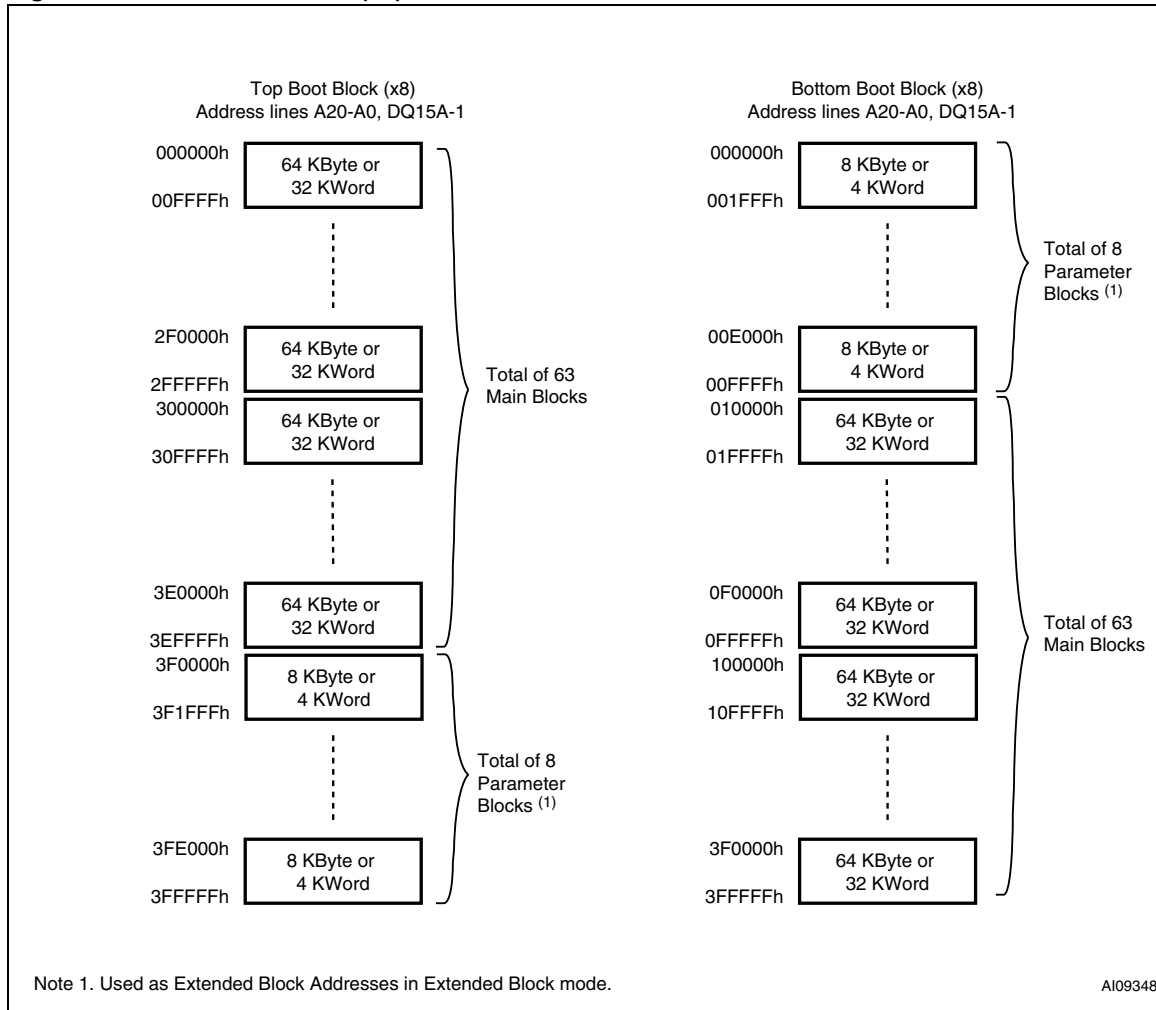 Top Boot Block (x8)
Address lines A20-A0, DQ15A-1
000000h
64 KByte or
32 KWord
00FFFFh
2F0000h
64 KByte or
32 KWord
2FFFFFh
300000h
64 KByte or
32 KWord
30FFFFh
Total of 63
Main Blocks
3E0000h
64 KByte or
32 KWord
3EFFFFh
3F0000h
8 KByte or
4 KWord
3F1FFFh
Total of 8
Parameter
Blocks (1)
3FE000h
8 KByte or
4 KWord
3FFFFFh
Bottom Boot Block (x8)
Address lines A20-A0, DQ15A-1
000000h
8 KByte or
4 KWord
001FFFh
Total of 8
Parameter
Blocks (1)
00E000h
8 KByte or
4 KWord
00FFFFh
010000h
64 KByte or
32 KWord
01FFFFh
0F0000h
64 KByte or
32 KWord
0FFFFFh
100000h
64 KByte or
32 KWord
10FFFFh
Total of 63
Main Blocks
3F0000h
64 KByte or
32 KWord
3FFFFFh
Note 1. Used as Extended Block Addresses in Extended Block mode.
AI09348